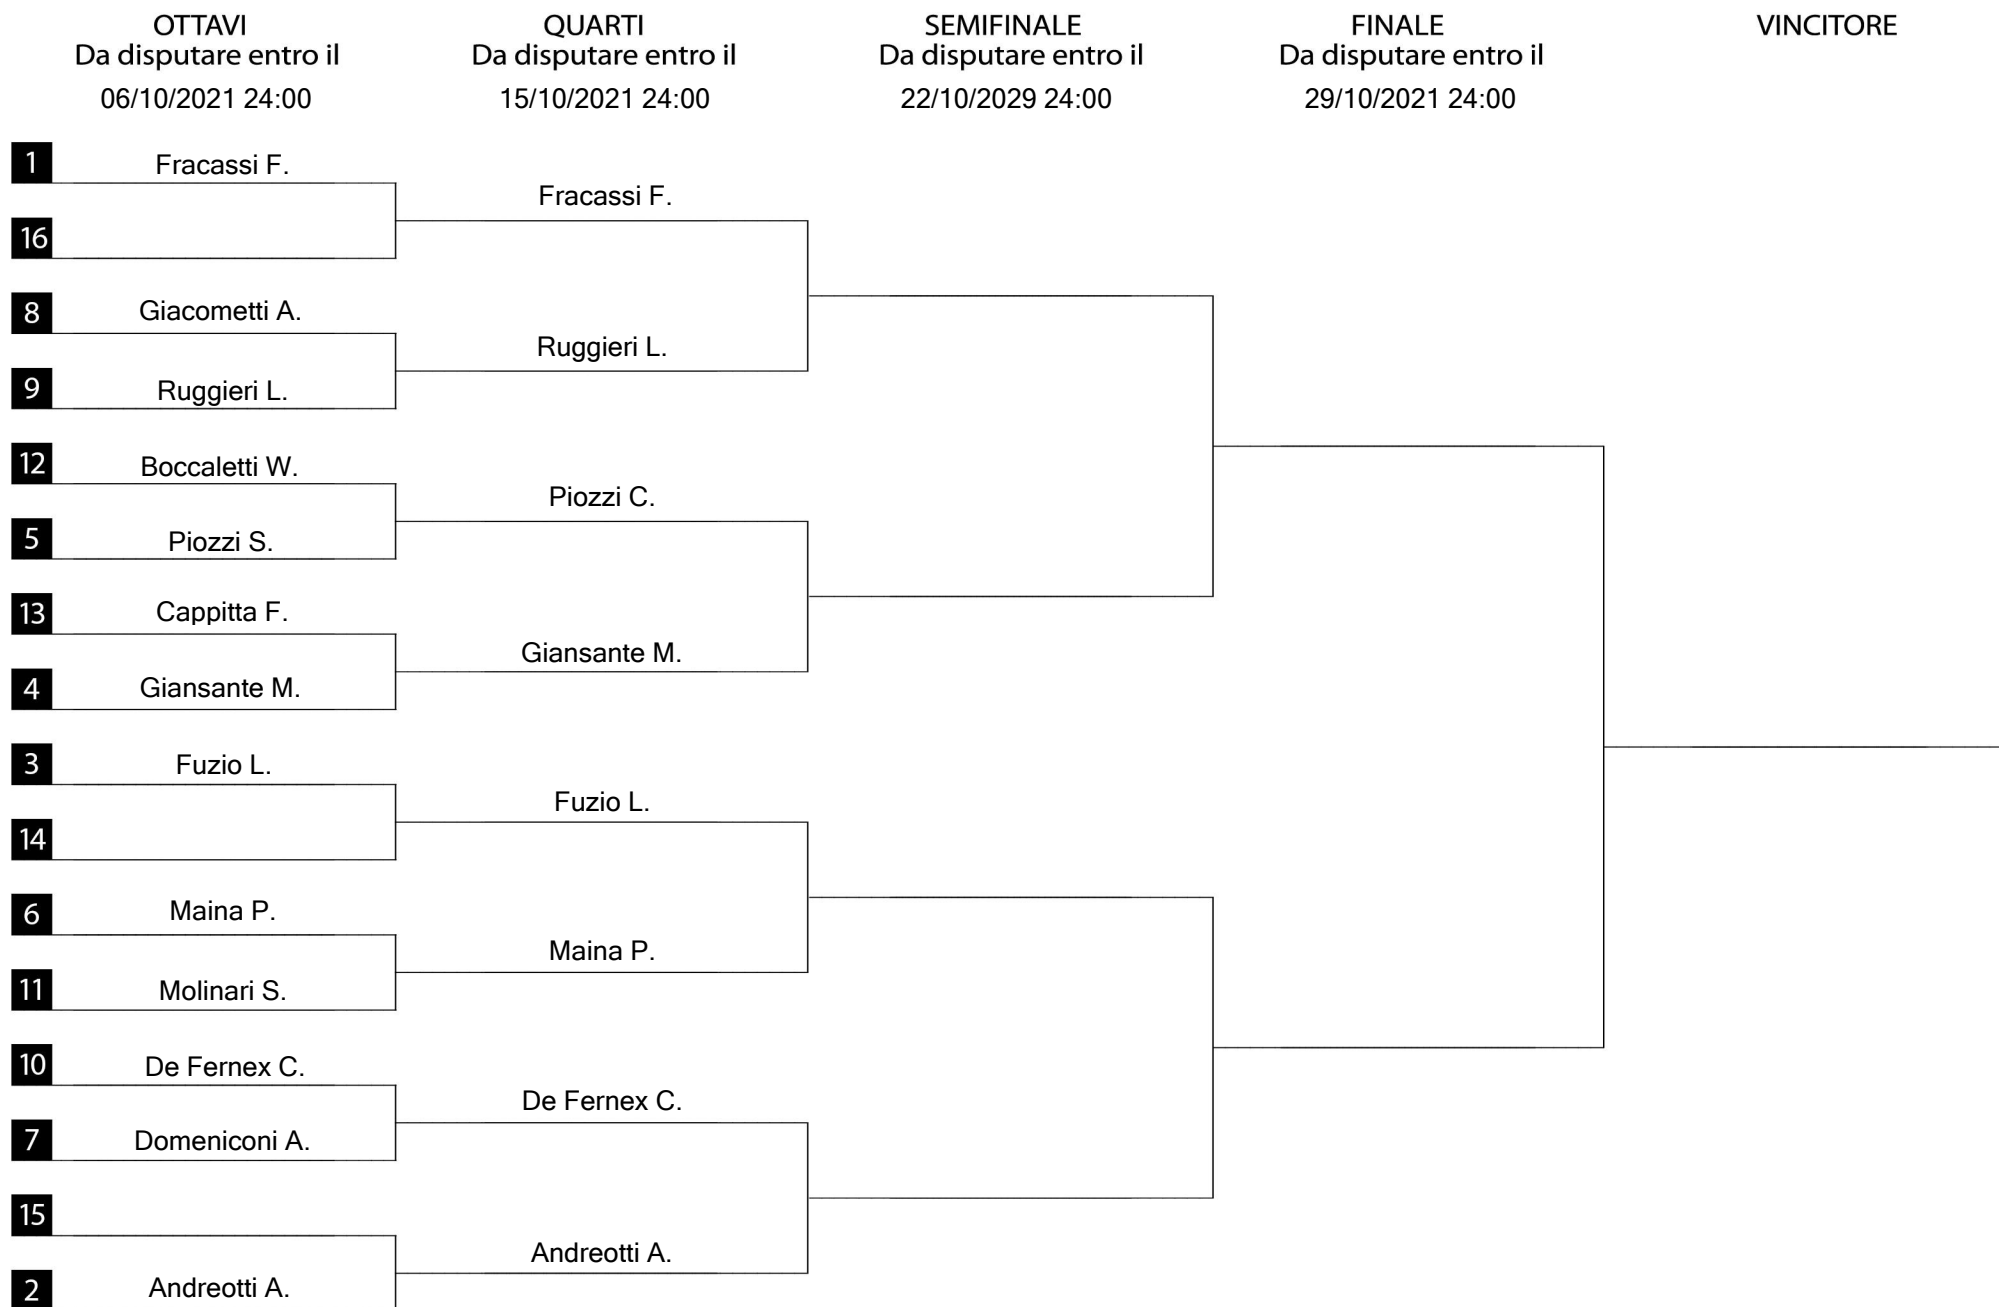 OTTAVI
Da disputare entro il
06/10/2021 24:00
QUARTI
Da disputare entro il
15/10/2021 24:00
SEMIFINALE
Da disputare entro il
22/10/2029 24:00
FINALE
Da disputare entro il
29/10/2021 24:00
VINCITORE
1 Fracassi F.
16
8 Giacometti A.
9 Ruggieri L.
12 Boccaletti W.
5 Piozzi S.
13 Cappitta F.
4 Giansante M.
3 Fuzio L.
14
6 Maina P.
11 Molinari S.
10 De Fernex C.
7 Domeniconi A.
15
2 Andreotti A.
Fracassi F.
Ruggieri L.
Piozzi C.
Giansante M.
Fuzio L.
Maina P.
De Fernex C.
Andreotti A.